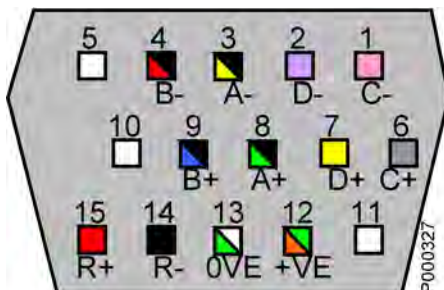 5 4 3 2 1
B- A- D- C-
10 9 8 7 6
B+ A+ D+ C+
15 14 13 12 11
R+ R- 0VE +VE
P000327